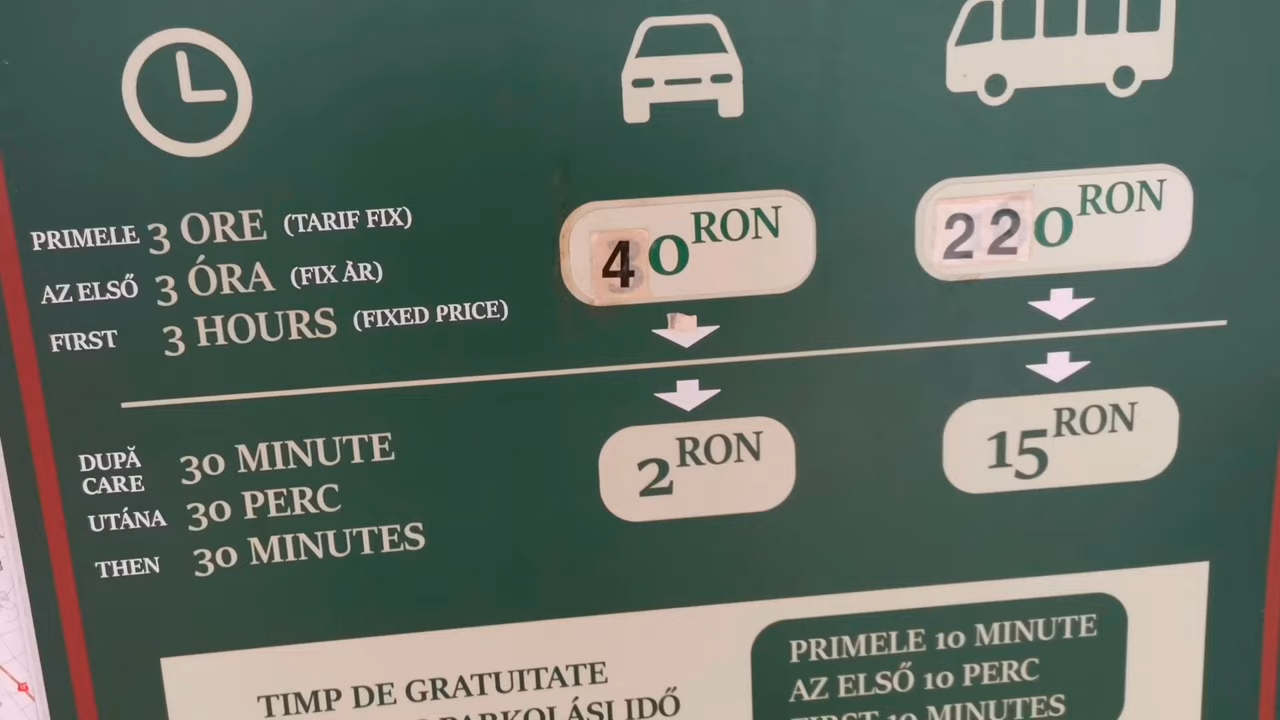 PRIMELE 3 ORE (TARIF FIX)
AZ ELSŐ 3 ÓRA (FIX ÀR)
FIRST 3 HOURS (FIXED PRICE)
40 RON
220 RON
DUPĂ CARE 30 MINUTE
UTÁNA 30 PERC
THEN 30 MINUTES
2 RON
15 RON
TIMP DE GRATUITATE
PARKOLÁSI IDŐ
PRIMELE 10 MINUTE
AZ ELSŐ 10 PERC
FIRST 10 MINUTES